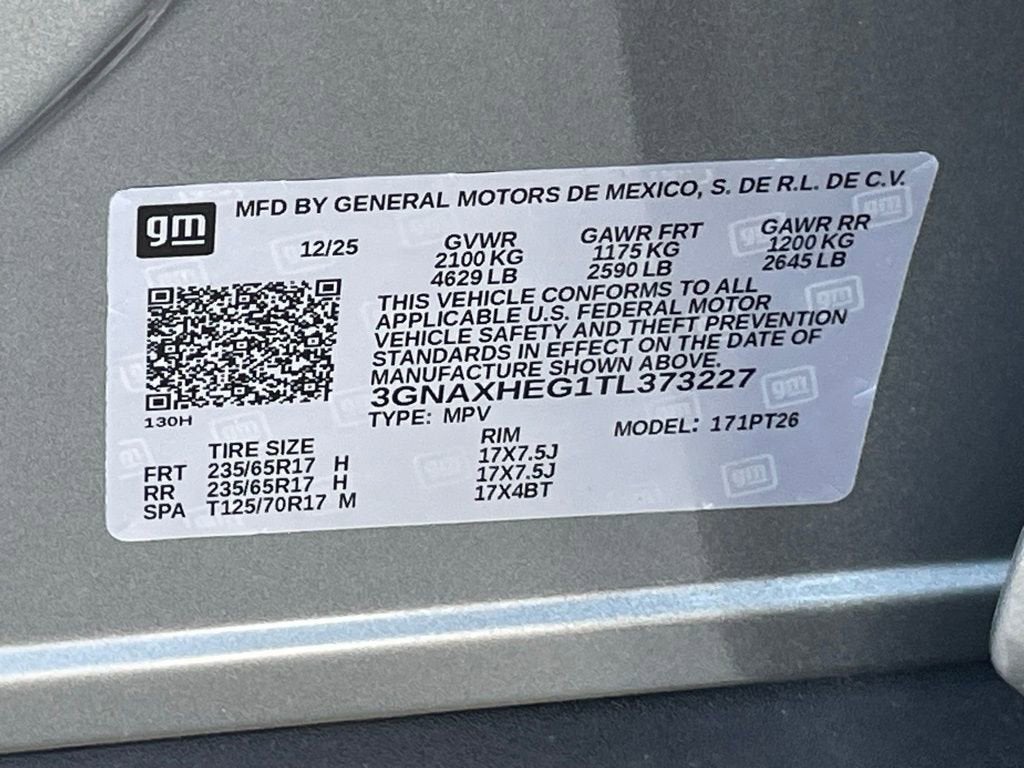 gm
MFD BY GENERAL MOTORS DE MEXICO, S. DE R.L. DE C.V.
12/25
GVWR
2100 KG
4629 LB
GAWR FRT
1175 KG
2590 LB
GAWR RR
1200 KG
2645 LB
THIS VEHICLE CONFORMS TO ALL
APPLICABLE U.S. FEDERAL MOTOR
VEHICLE SAFETY AND THEFT PREVENTION
STANDARDS IN EFFECT ON THE DATE OF
MANUFACTURE SHOWN ABOVE.
3GNAXHEG1TL373227
TYPE: MPV
MODEL: 171PT26
130H
TIRE SIZE
RIM
FRT 235/65R17 H 17X7.5J
RR 235/65R17 H 17X7.5J
SPA T125/70R17 M 17X4BT